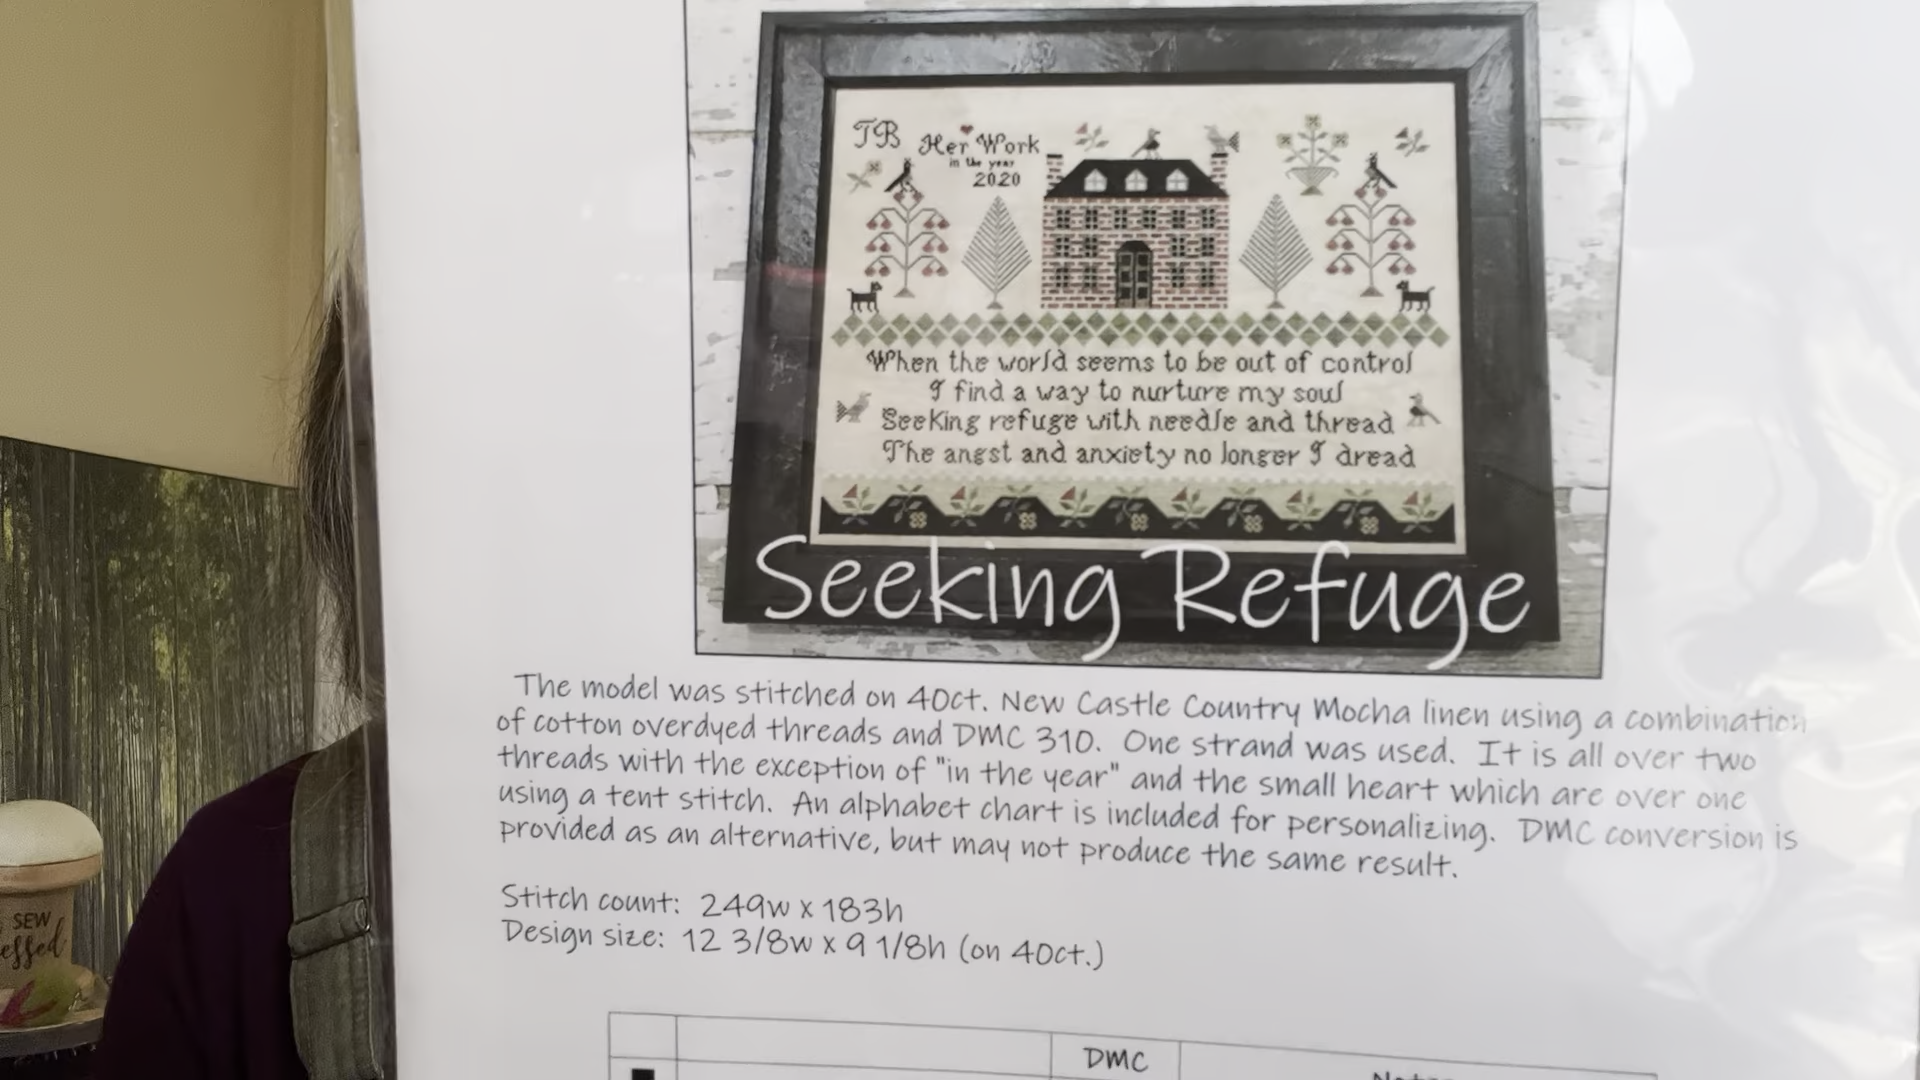 TB
Her Work
in the year
2020
When the world seems to be out of control
I find a way to nurture my soul
Seeking refuge with needle and thread
The angst and anxiety no longer I dread
Seeking Refuge
The model was stitched on 40ct. New Castle Country Mocha linen using a combination
of cotton overdyed threads and DMC 310. One strand was used. It is all over two
threads with the exception of "in the year" and the small heart which are over one
using a tent stitch. An alphabet chart is included for personalizing. DMC conversion is
provided as an alternative, but may not produce the same result.
Stitch count: 249w x 183h
Design size: 12 3/8w x 9 1/8h (on 40ct.)
DMC
SEW